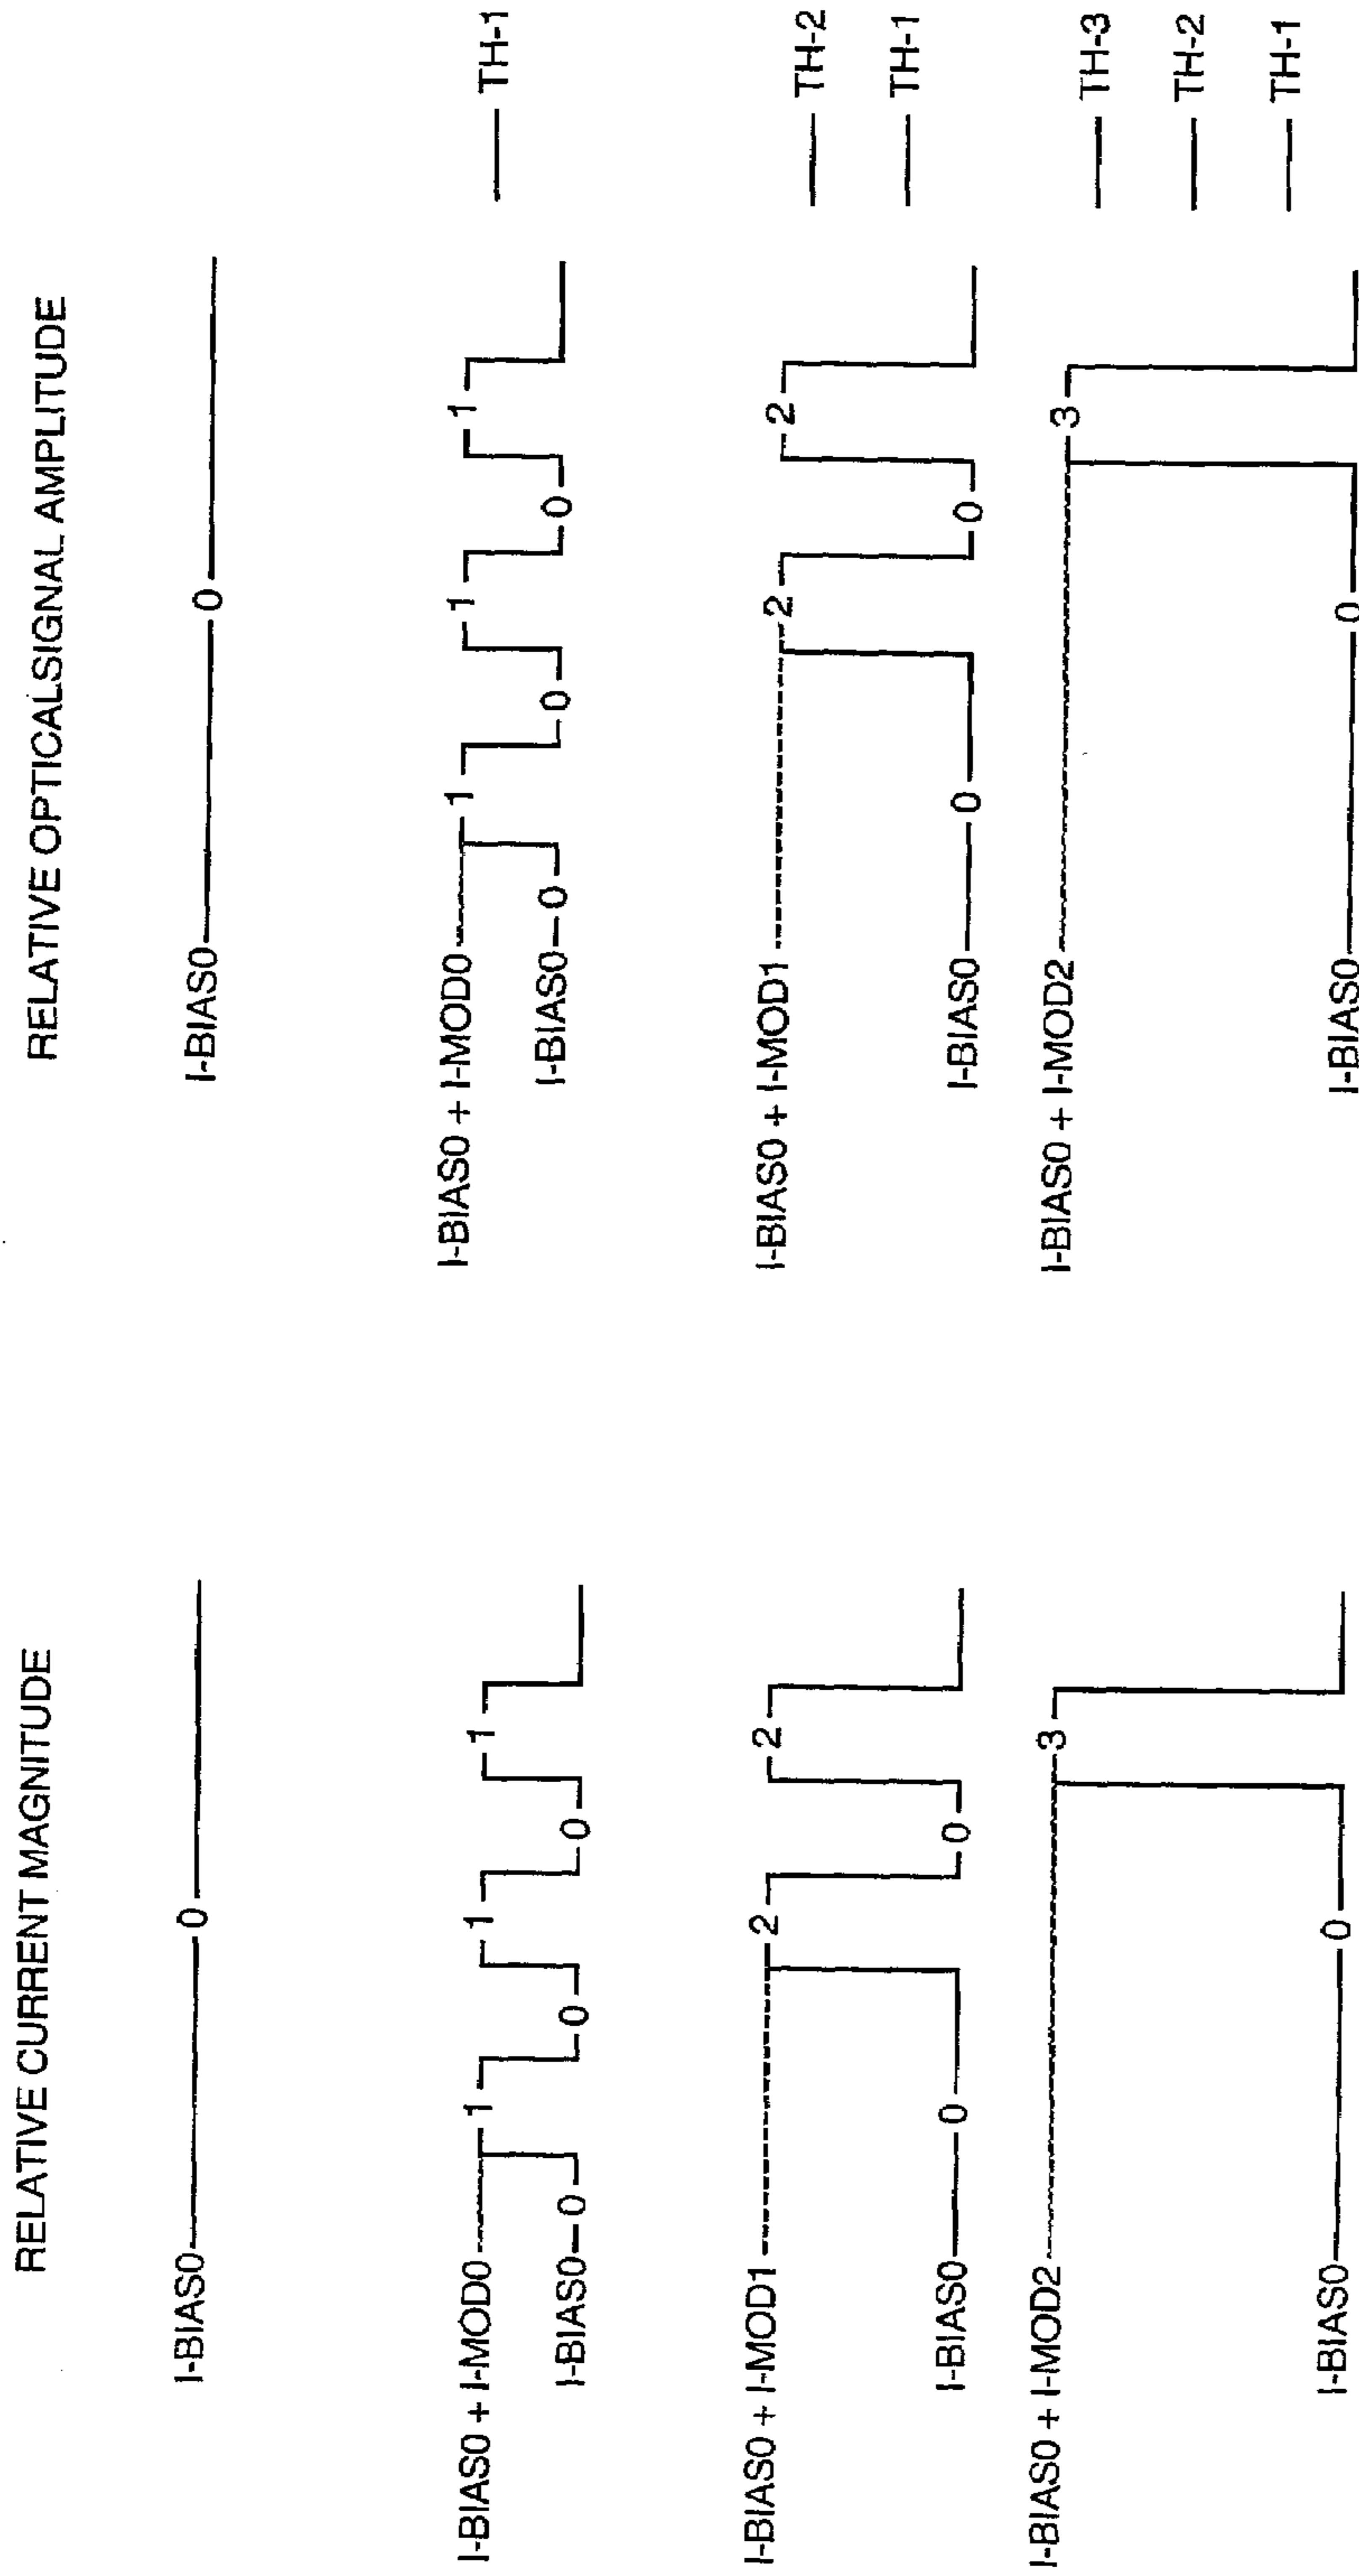 RELATIVE CURRENT MAGNITUDE
I-BIAS0 0
I-BIAS0 + I-MOD0 1 1 1
I-BIAS0 0 0 0
I-BIAS0 + I-MOD1 2 2
I-BIAS0 0 0
I-BIAS0 + I-MOD2 3
I-BIAS0 0
RELATIVE OPTICALSIGNAL AMPLITUDE
I-BIAS0 0
I-BIAS0 + I-MOD0 1 1 1
TH-1
I-BIAS0 0 0 0
I-BIAS0 + I-MOD1 2 2
TH-2
TH-1
I-BIAS0 0 0
I-BIAS0 + I-MOD2 3
TH-3
TH-2
TH-1
I-BIAS0 0